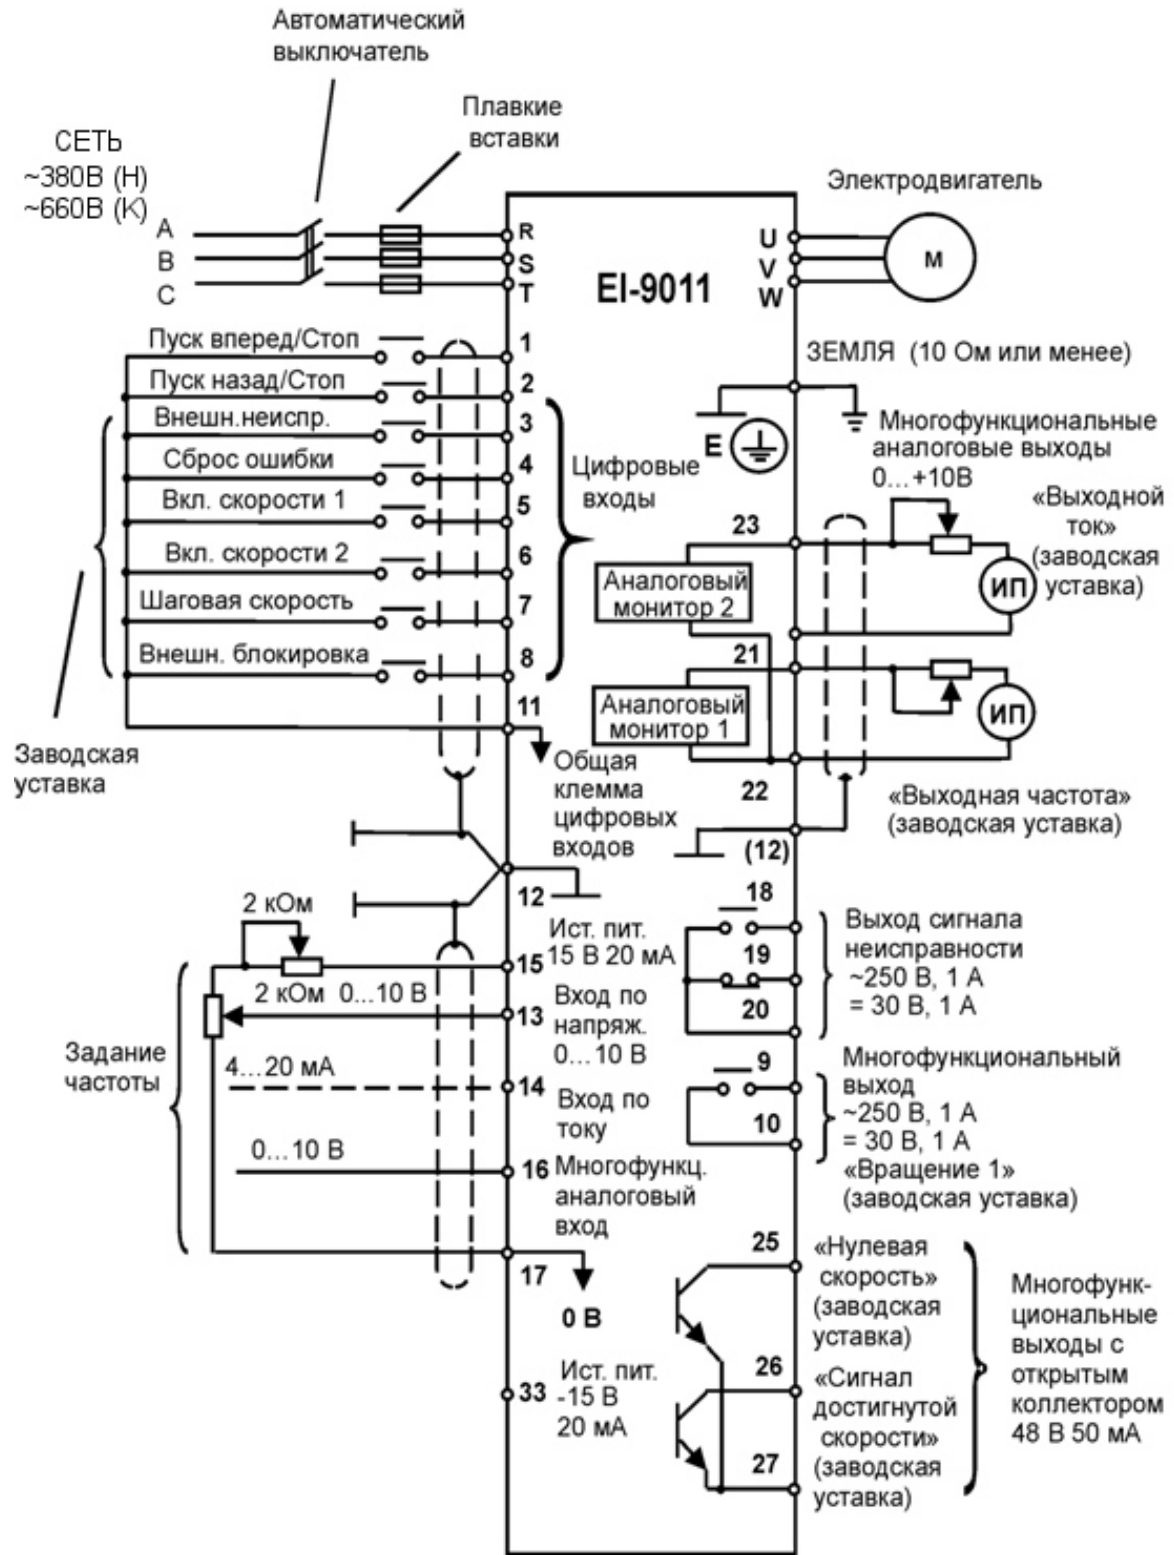 Автоматический
выключатель
Плавкие
вставки
СЕТЬ
~380В (Н)
~660В (К)
Электродвигатель
A
B
C
R
S
T
EI-9011
U
V
W
М
Пуск вперед/Стоп
1
Пуск назад/Стоп
2
Внешн.неиспр.
3
Сброс ошибки
4
Вкл. скорости 1
5
Вкл. скорости 2
6
Шаговая скорость
7
Внешн. блокировка
8
11
Цифровые
входы
Заводская
уставка
Общая
клемма
цифровых
входов
ЗЕМЛЯ (10 Ом или менее)
E
Многофункциональные
аналоговые выходы
0...+10В
«Выходной
ток»
(заводская
уставка)
23
Аналоговый
монитор 2
ИП
21
Аналоговый
монитор 1
ИП
22
«Выходная частота»
(заводская уставка)
(12)
12
2 кОм
Ист. пит.
15 В 20 мА
15
2 кОм 0...10 В
13
Вход по
напряж.
0...10 В
Задание
частоты
4...20 мА
14
Вход по
току
0...10 В
16
Многофункц.
аналоговый
вход
17
0 В
33
Ист. пит.
-15 В
20 мА
18
19
20
Выход сигнала
неисправности
~250 В, 1 А
= 30 В, 1 А
9
10
Многофункциональный
выход
~250 В, 1 А
= 30 В, 1 А
«Вращение 1»
(заводская уставка)
25
«Нулевая
скорость»
(заводская
уставка)
26
«Сигнал
достигнутой
скорости»
(заводская
уставка)
27
Многофунк-
циональные
выходы с
открытым
коллектором
48 В 50 мА